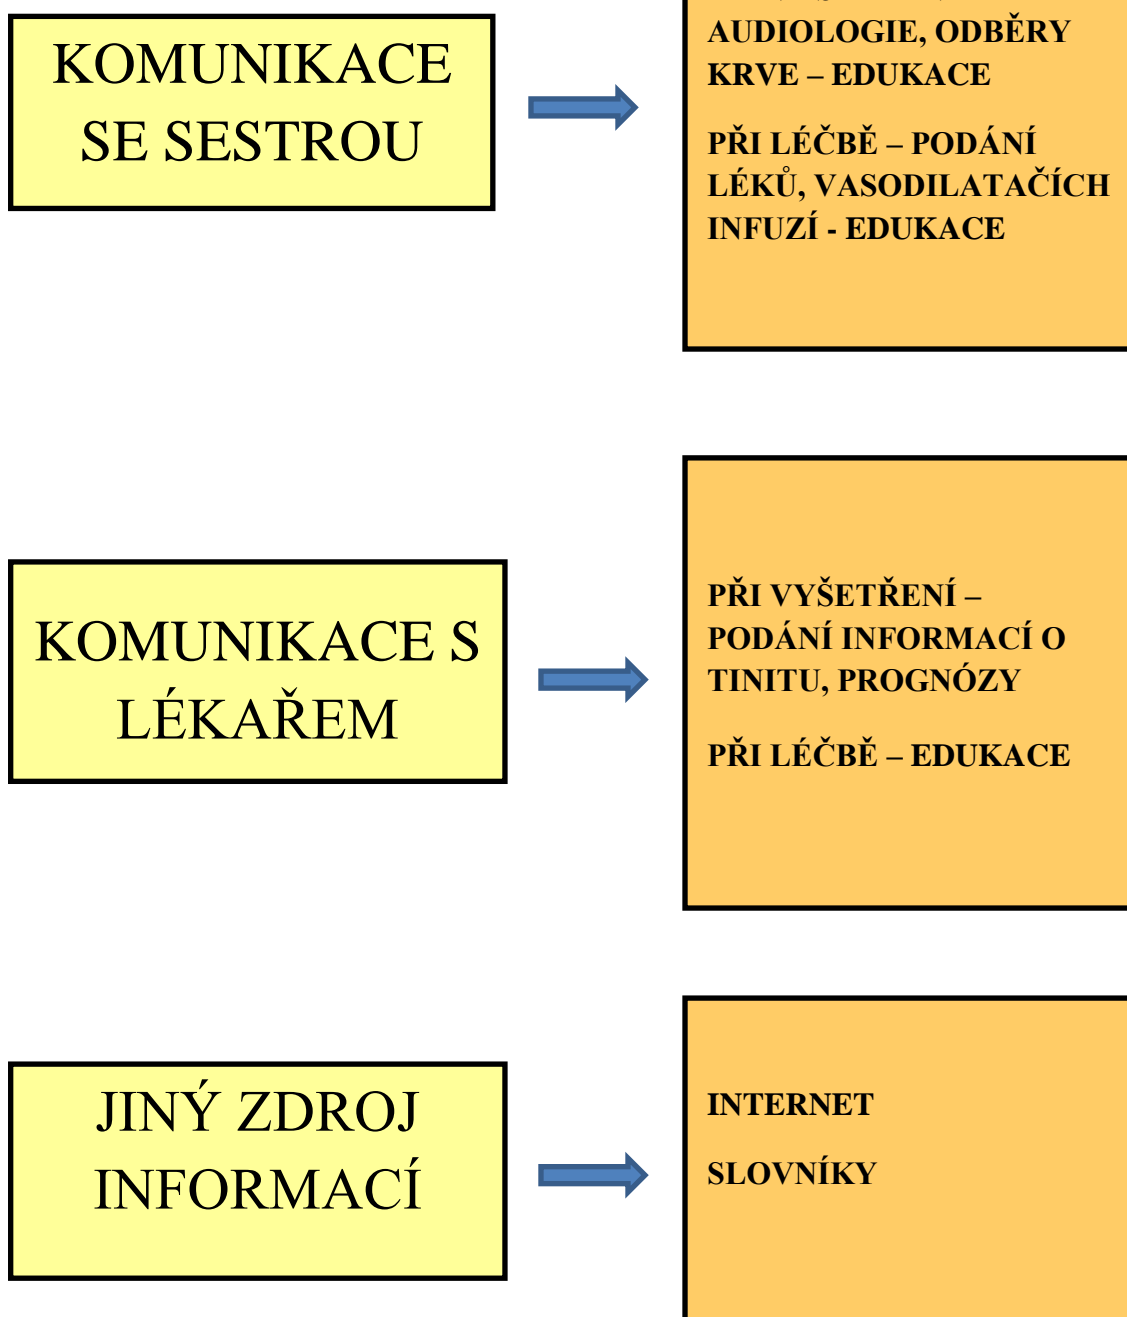 KOMUNIKACE
SE SESTROU
AUDIOLOGIE, ODBĚRY
KRVE – EDUKACE
PŘI LÉČBĚ – PODÁNÍ
LÉKŮ, VASODILATAČÍCH
INFUZÍ - EDUKACE
KOMUNIKACE S
LÉKAŘEM
PŘI VYŠETŘENÍ –
PODÁNÍ INFORMACÍ O
TINITU, PROGNÓZY
PŘI LÉČBĚ – EDUKACE
JINÝ ZDROJ
INFORMACÍ
INTERNET
SLOVNÍKY